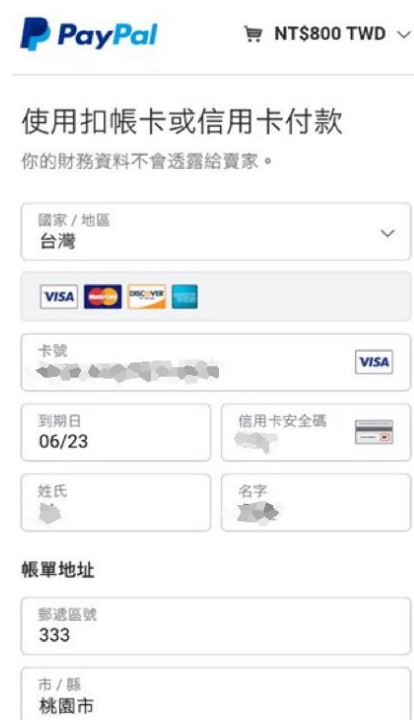 PayPal NT$800 TWD
使用扣帳卡或信用卡付款
你的財務資料不會透露給賣家。
國家 / 地區
台灣
VISA MasterCard DISCOVER
卡號
VISA
到期日 信用卡安全碼
06/23
姓氏 名字
帳單地址
郵遞區號
333
市 / 縣
桃園市